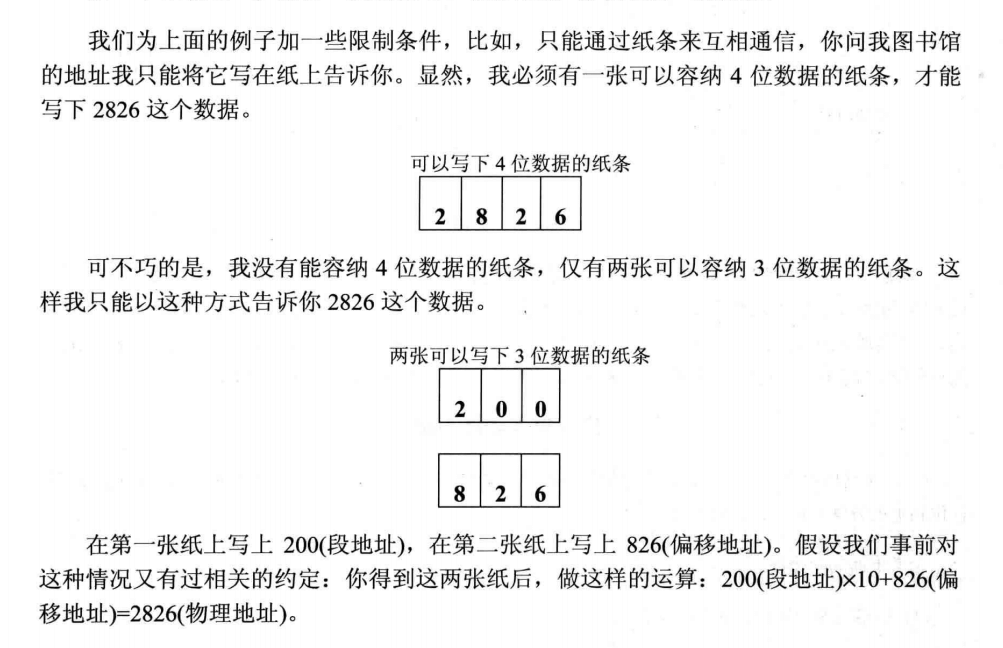 我们为上面的例子加一些限制条件，比如，只能通过纸条来互相通信，你问我图书馆
的地址我只能将它写在纸上告诉你。显然，我必须有一张可以容纳 4 位数据的纸条，才能
写下 2826 这个数据。
可以写下 4 位数据的纸条
2 8 2 6
可不巧的是，我没有能容纳 4 位数据的纸条，仅有两张可以容纳 3 位数据的纸条。这
样我只能以这种方式告诉你 2826 这个数据。
两张可以写下 3 位数据的纸条
2 0 0
8 2 6
在第一张纸上写上 200(段地址)，在第二张纸上写上 826(偏移地址)。假设我们事前对
这种情况又有过相关的约定：你得到这两张纸后，做这样的运算：200(段地址)×10+826(偏
移地址)=2826(物理地址)。